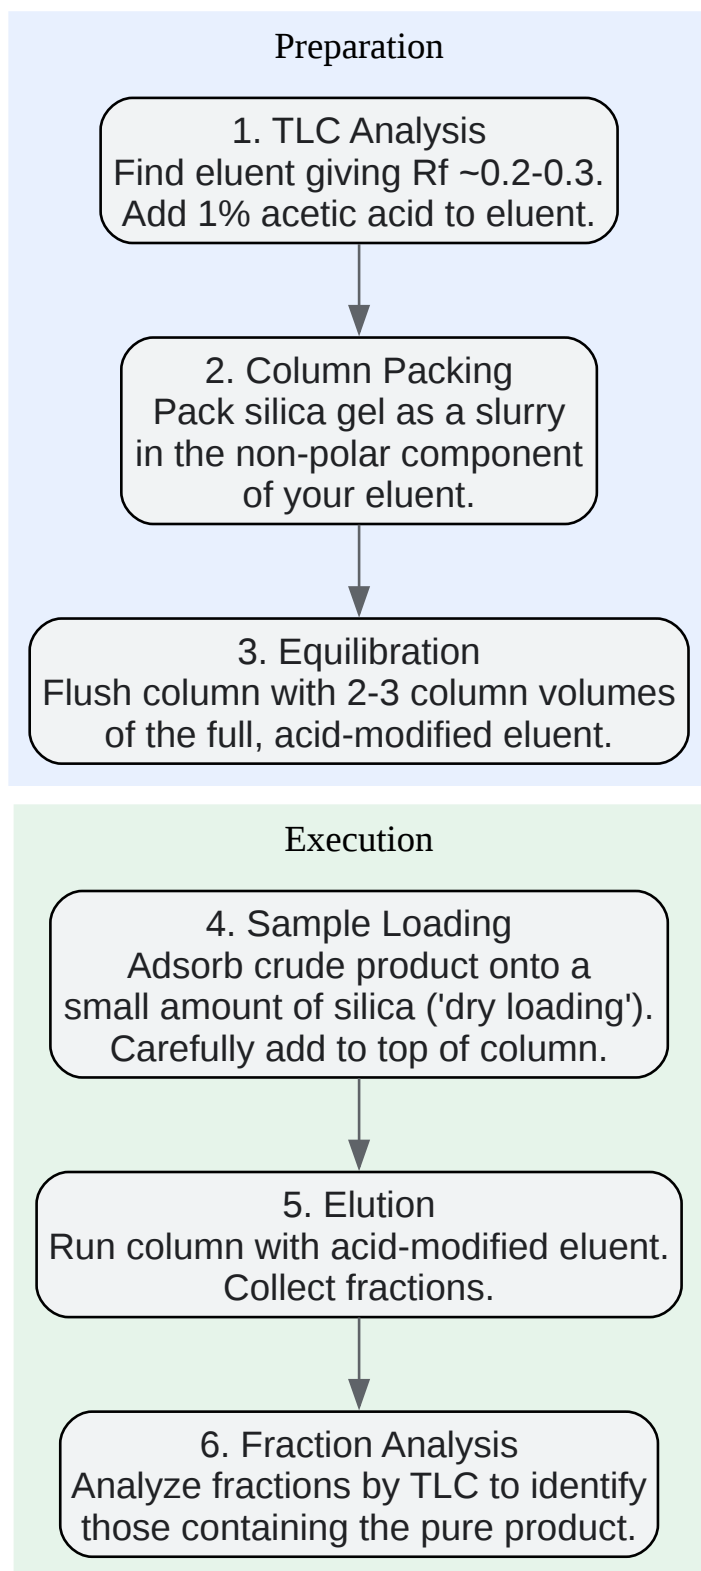 Preparation
1. TLC Analysis
Find eluent giving Rf ~0.2-0.3.
Add 1% acetic acid to eluent.
2. Column Packing
Pack silica gel as a slurry
in the non-polar component
of your eluent.
3. Equilibration
Flush column with 2-3 column volumes
of the full, acid-modified eluent.
Execution
4. Sample Loading
Adsorb crude product onto a
small amount of silica ('dry loading').
Carefully add to top of column.
5. Elution
Run column with acid-modified eluent.
Collect fractions.
6. Fraction Analysis
Analyze fractions by TLC to identify
those containing the pure product.